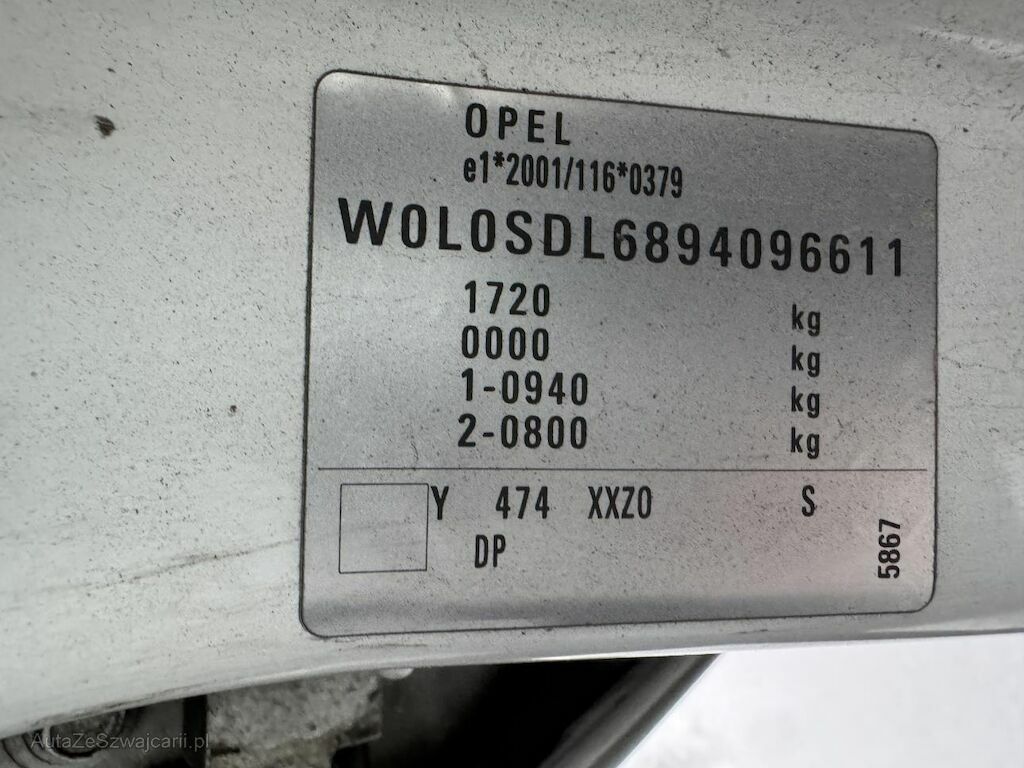 OPEL
e1*2001/116*0379
W0L0SDL6894096611
1720 kg
0000 kg
1-0940 kg
2-0800 kg
Y 474 XXZ0 S
DP
5867
AutaZeSzwajcarii.pl